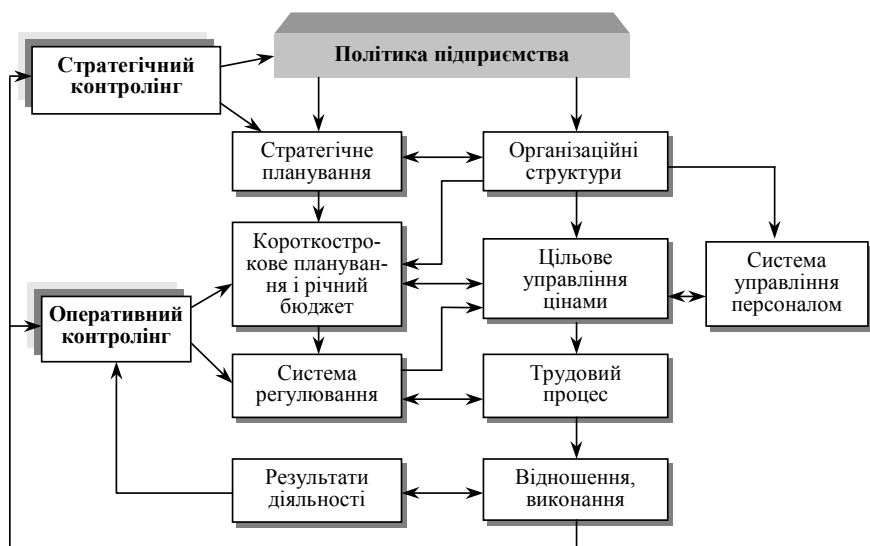 Політика підприємства
Стратегічний
контролінг
Стратегічне
планування
Організаційні
структури
Короткостро-
кове плануван-
ня і річний
бюджет
Цільове
управління
цінами
Система
управління
персоналом
Оперативний
контролінг
Система
регулювання
Трудовий
процес
Результати
діяльності
Відношення,
виконання